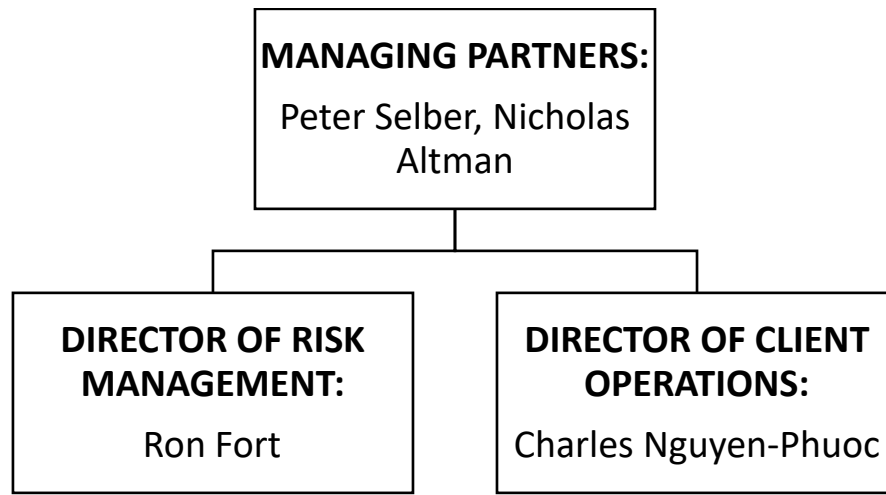 MANAGING PARTNERS:
Peter Selber, Nicholas
Altman
DIRECTOR OF RISK
MANAGEMENT:
Ron Fort
DIRECTOR OF CLIENT
OPERATIONS:
Charles Nguyen-Phuoc